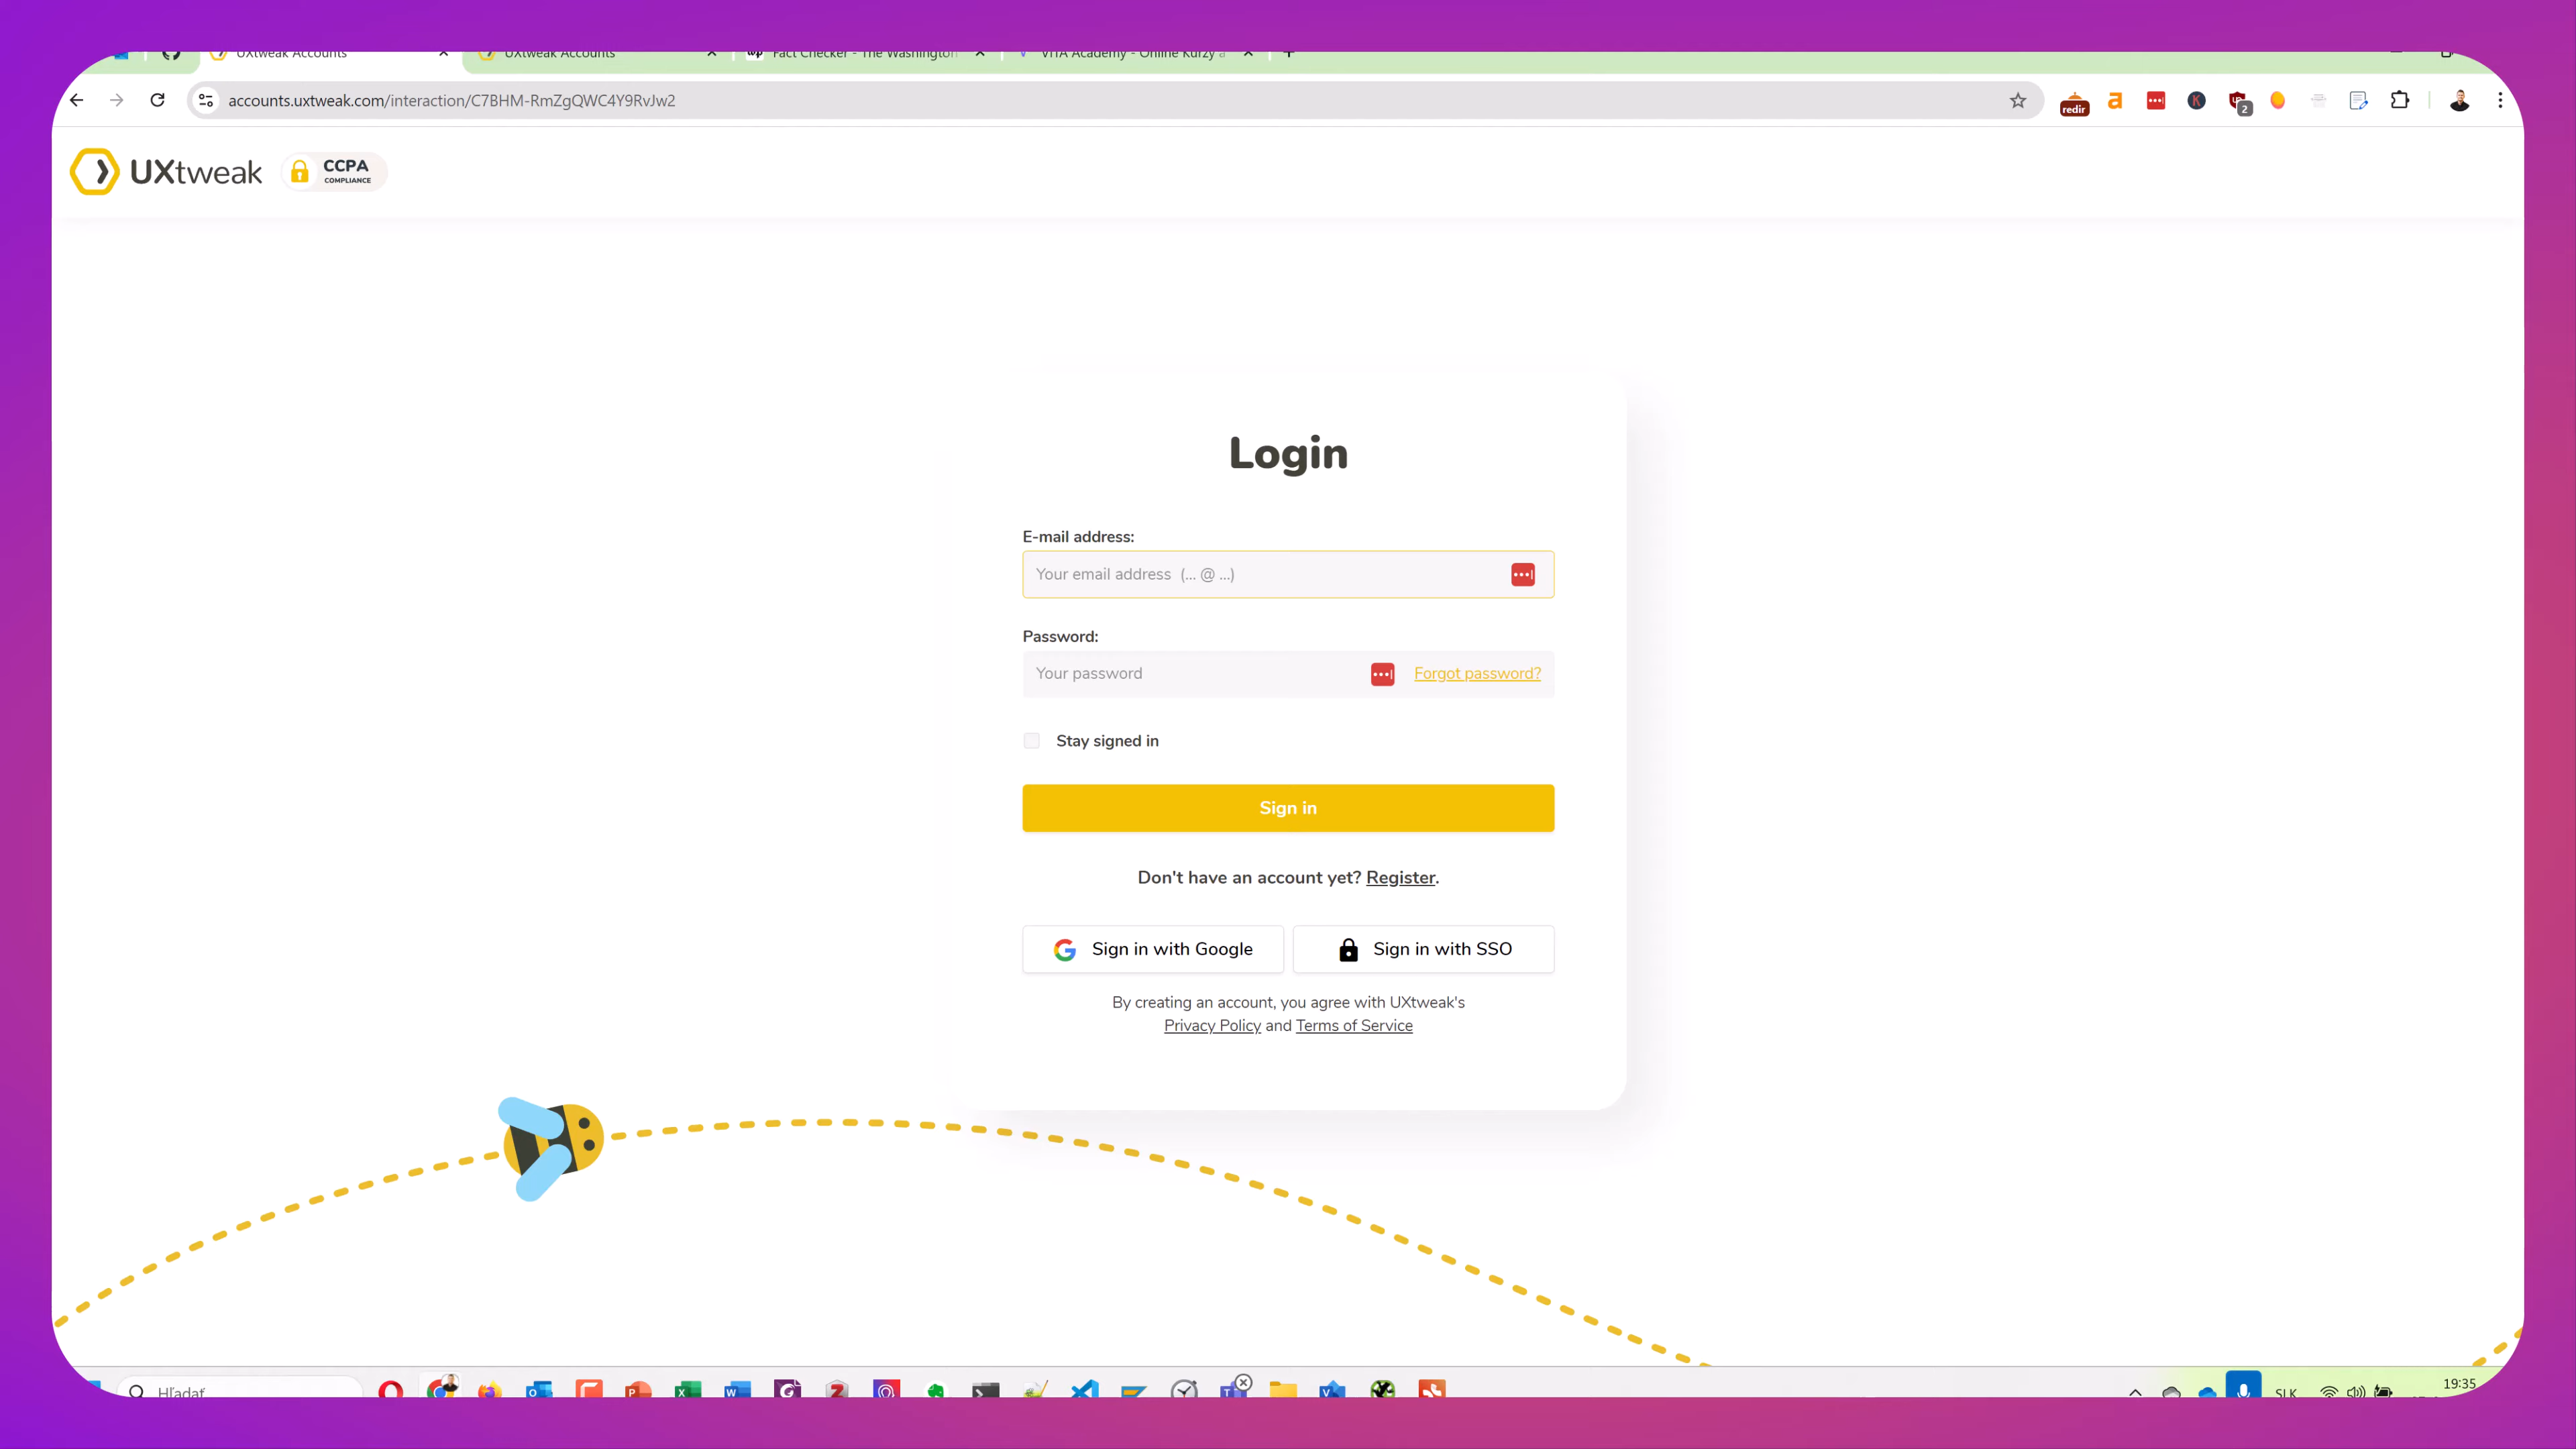 UXtweak Accounts
UXtweak Accounts
Fact Checker - The Washington
VITA Academy - Online Kurzy a
accounts.uxtweak.com/interaction/C7BHM-RmZgQWC4Y9RvJw2
redir
2
UXtweak
CCPA
COMPLIANCE
Login
E-mail address:
Your email address (... @ ...)
Password:
Your password
Forgot password?
Stay signed in
Sign in
Don't have an account yet? Register.
Sign in with Google
Sign in with SSO
By creating an account, you agree with UXtweak's
Privacy Policy and Terms of Service
Hľadať
SLK
19:35